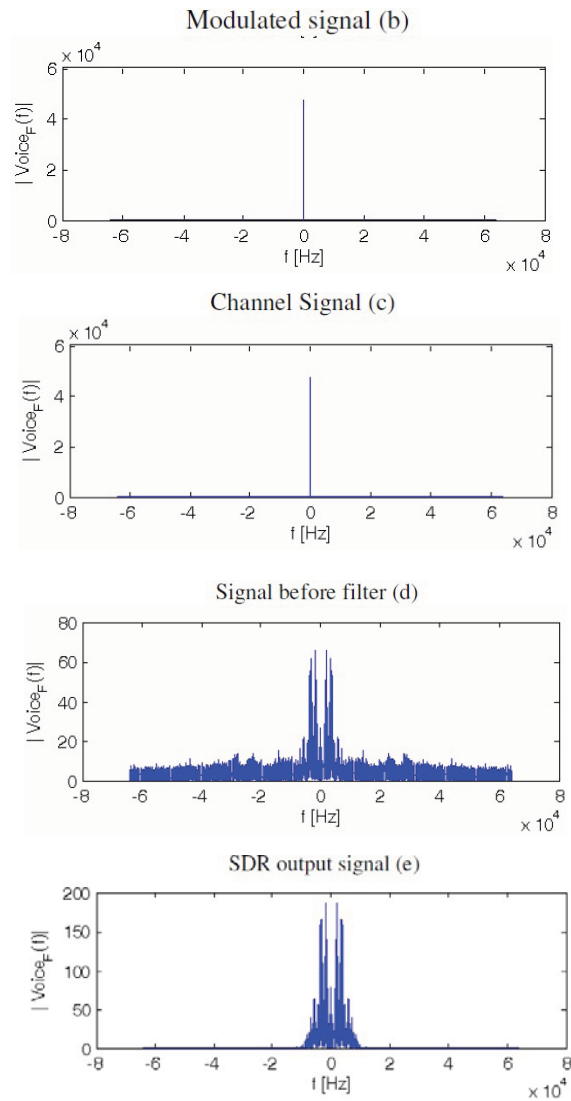 Modulated signal (b)
x 10^4
6
4
2
0
| Voice_F(f)|
-8 -6 -4 -2 0 2 4 6 8
f [Hz]
x 10^4
Channel Signal (c)
x 10^4
6
4
2
0
| Voice_F(f)|
-8 -6 -4 -2 0 2 4 6 8
f [Hz]
x 10^4
Signal before filter (d)
80
60
40
20
0
| Voice_F(f)|
-8 -6 -4 -2 0 2 4 6 8
f [Hz]
x 10^4
SDR output signal (e)
200
150
100
50
0
| Voice_F(f)|
-8 -6 -4 -2 0 2 4 6 8
f [Hz]
x 10^4